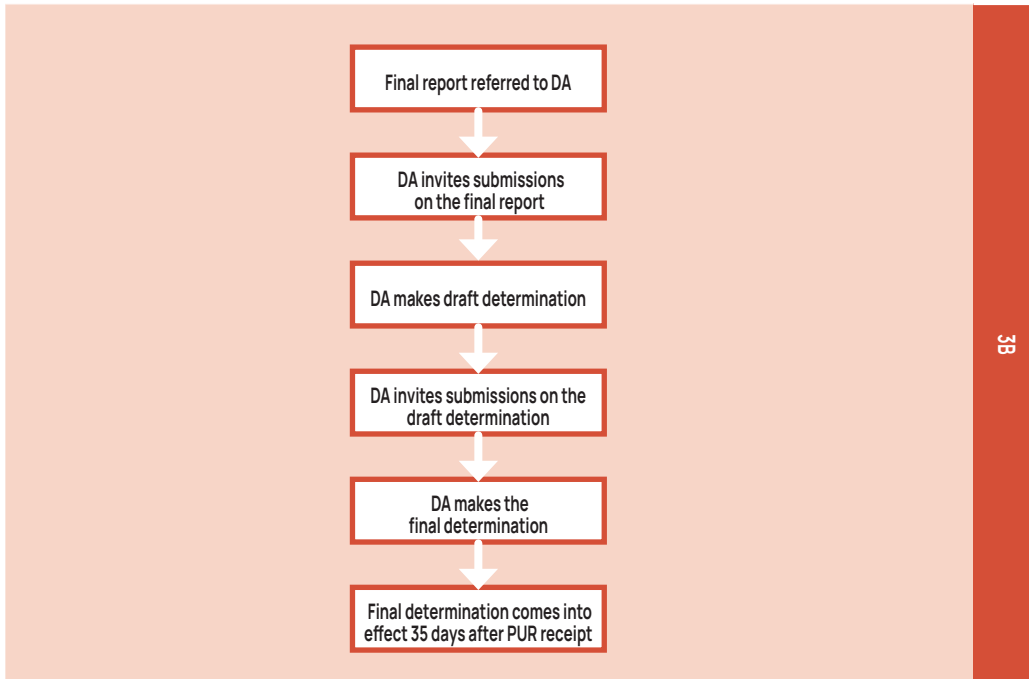 Final report referred to DA
DA invites submissions
on the final report
DA makes draft determination
DA invites submissions on the
draft determination
DA makes the
final determination
Final determination comes into
effect 35 days after PUR receipt
3B